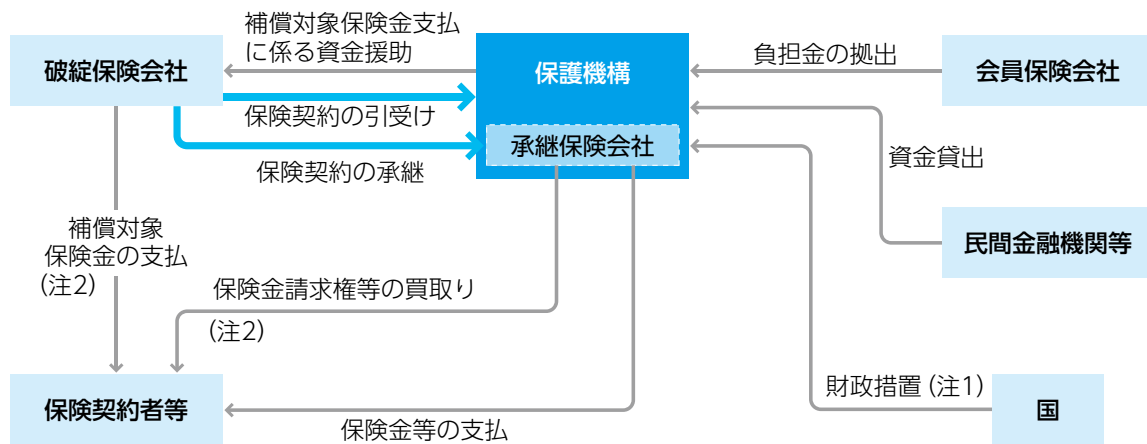 補償対象保険金支払
に係る資金援助
破綻保険会社
保護機構
負担金の拠出
会員保険会社
保険契約の引受け
承継保険会社
保険契約の承継
資金貸出
補償対象
保険金の支払
(注2)
民間金融機関等
保険金請求権等の買取り
(注2)
財政措置(注1)
国
保険契約者等
保険金等の支払